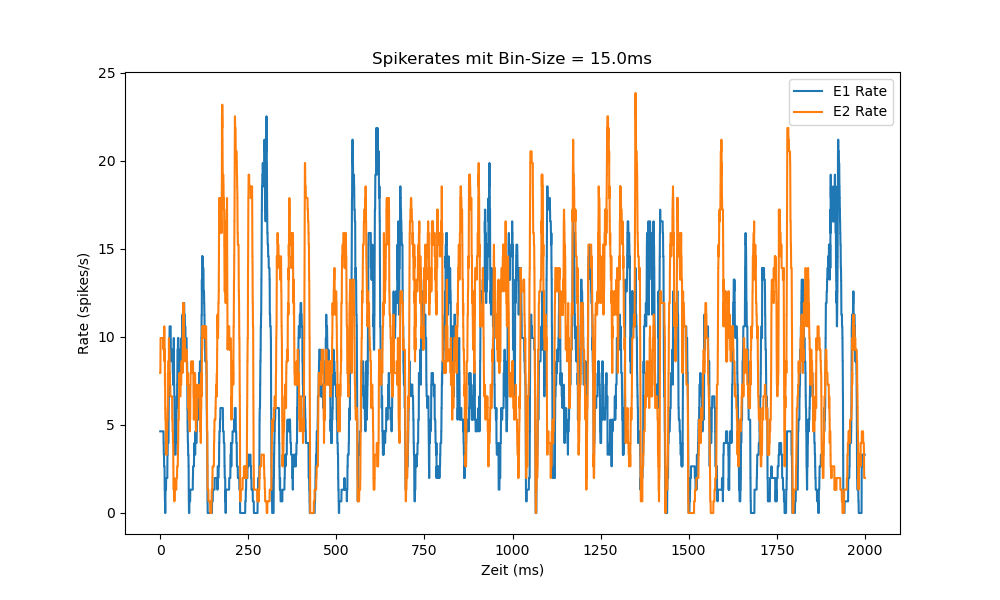 Spikerates mit Bin-Size = 15.0ms
E1 Rate
E2 Rate
Rate (spikes/s)
25
20
15
10
5
0
0 250 500 750 1000 1250 1500 1750 2000
Zeit (ms)